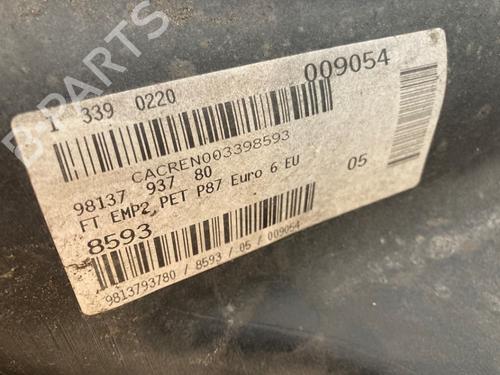 B-PARTS
1 339 0220
009054
CACREN003398593
98137 937 80
FT EMP2, PET P87 Euro 6 EU
05
8593
9813793780 / 8593 / 05 / 009054